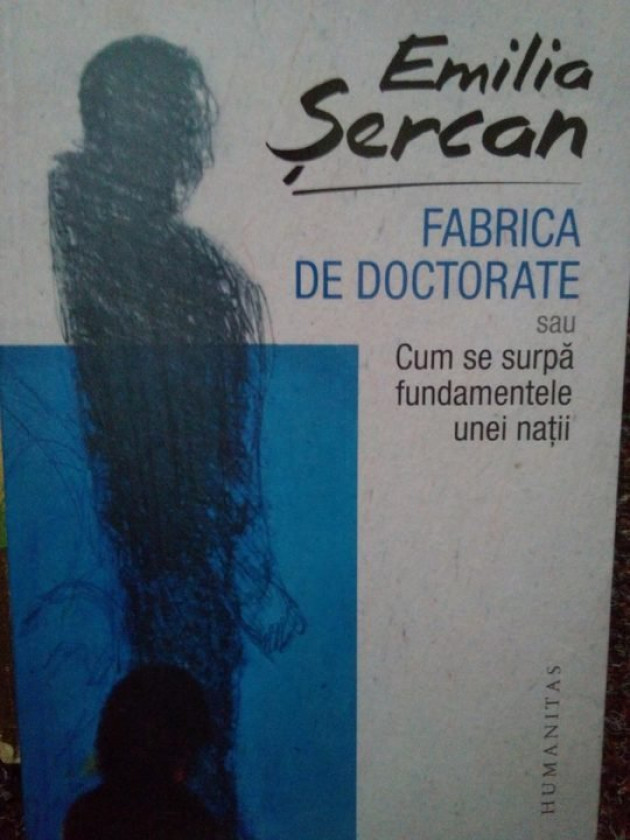 Emilia
Șercan
FABRICA
DE DOCTORATE
sau
Cum se surpă
fundamentele
unei nații
HUMANITAS